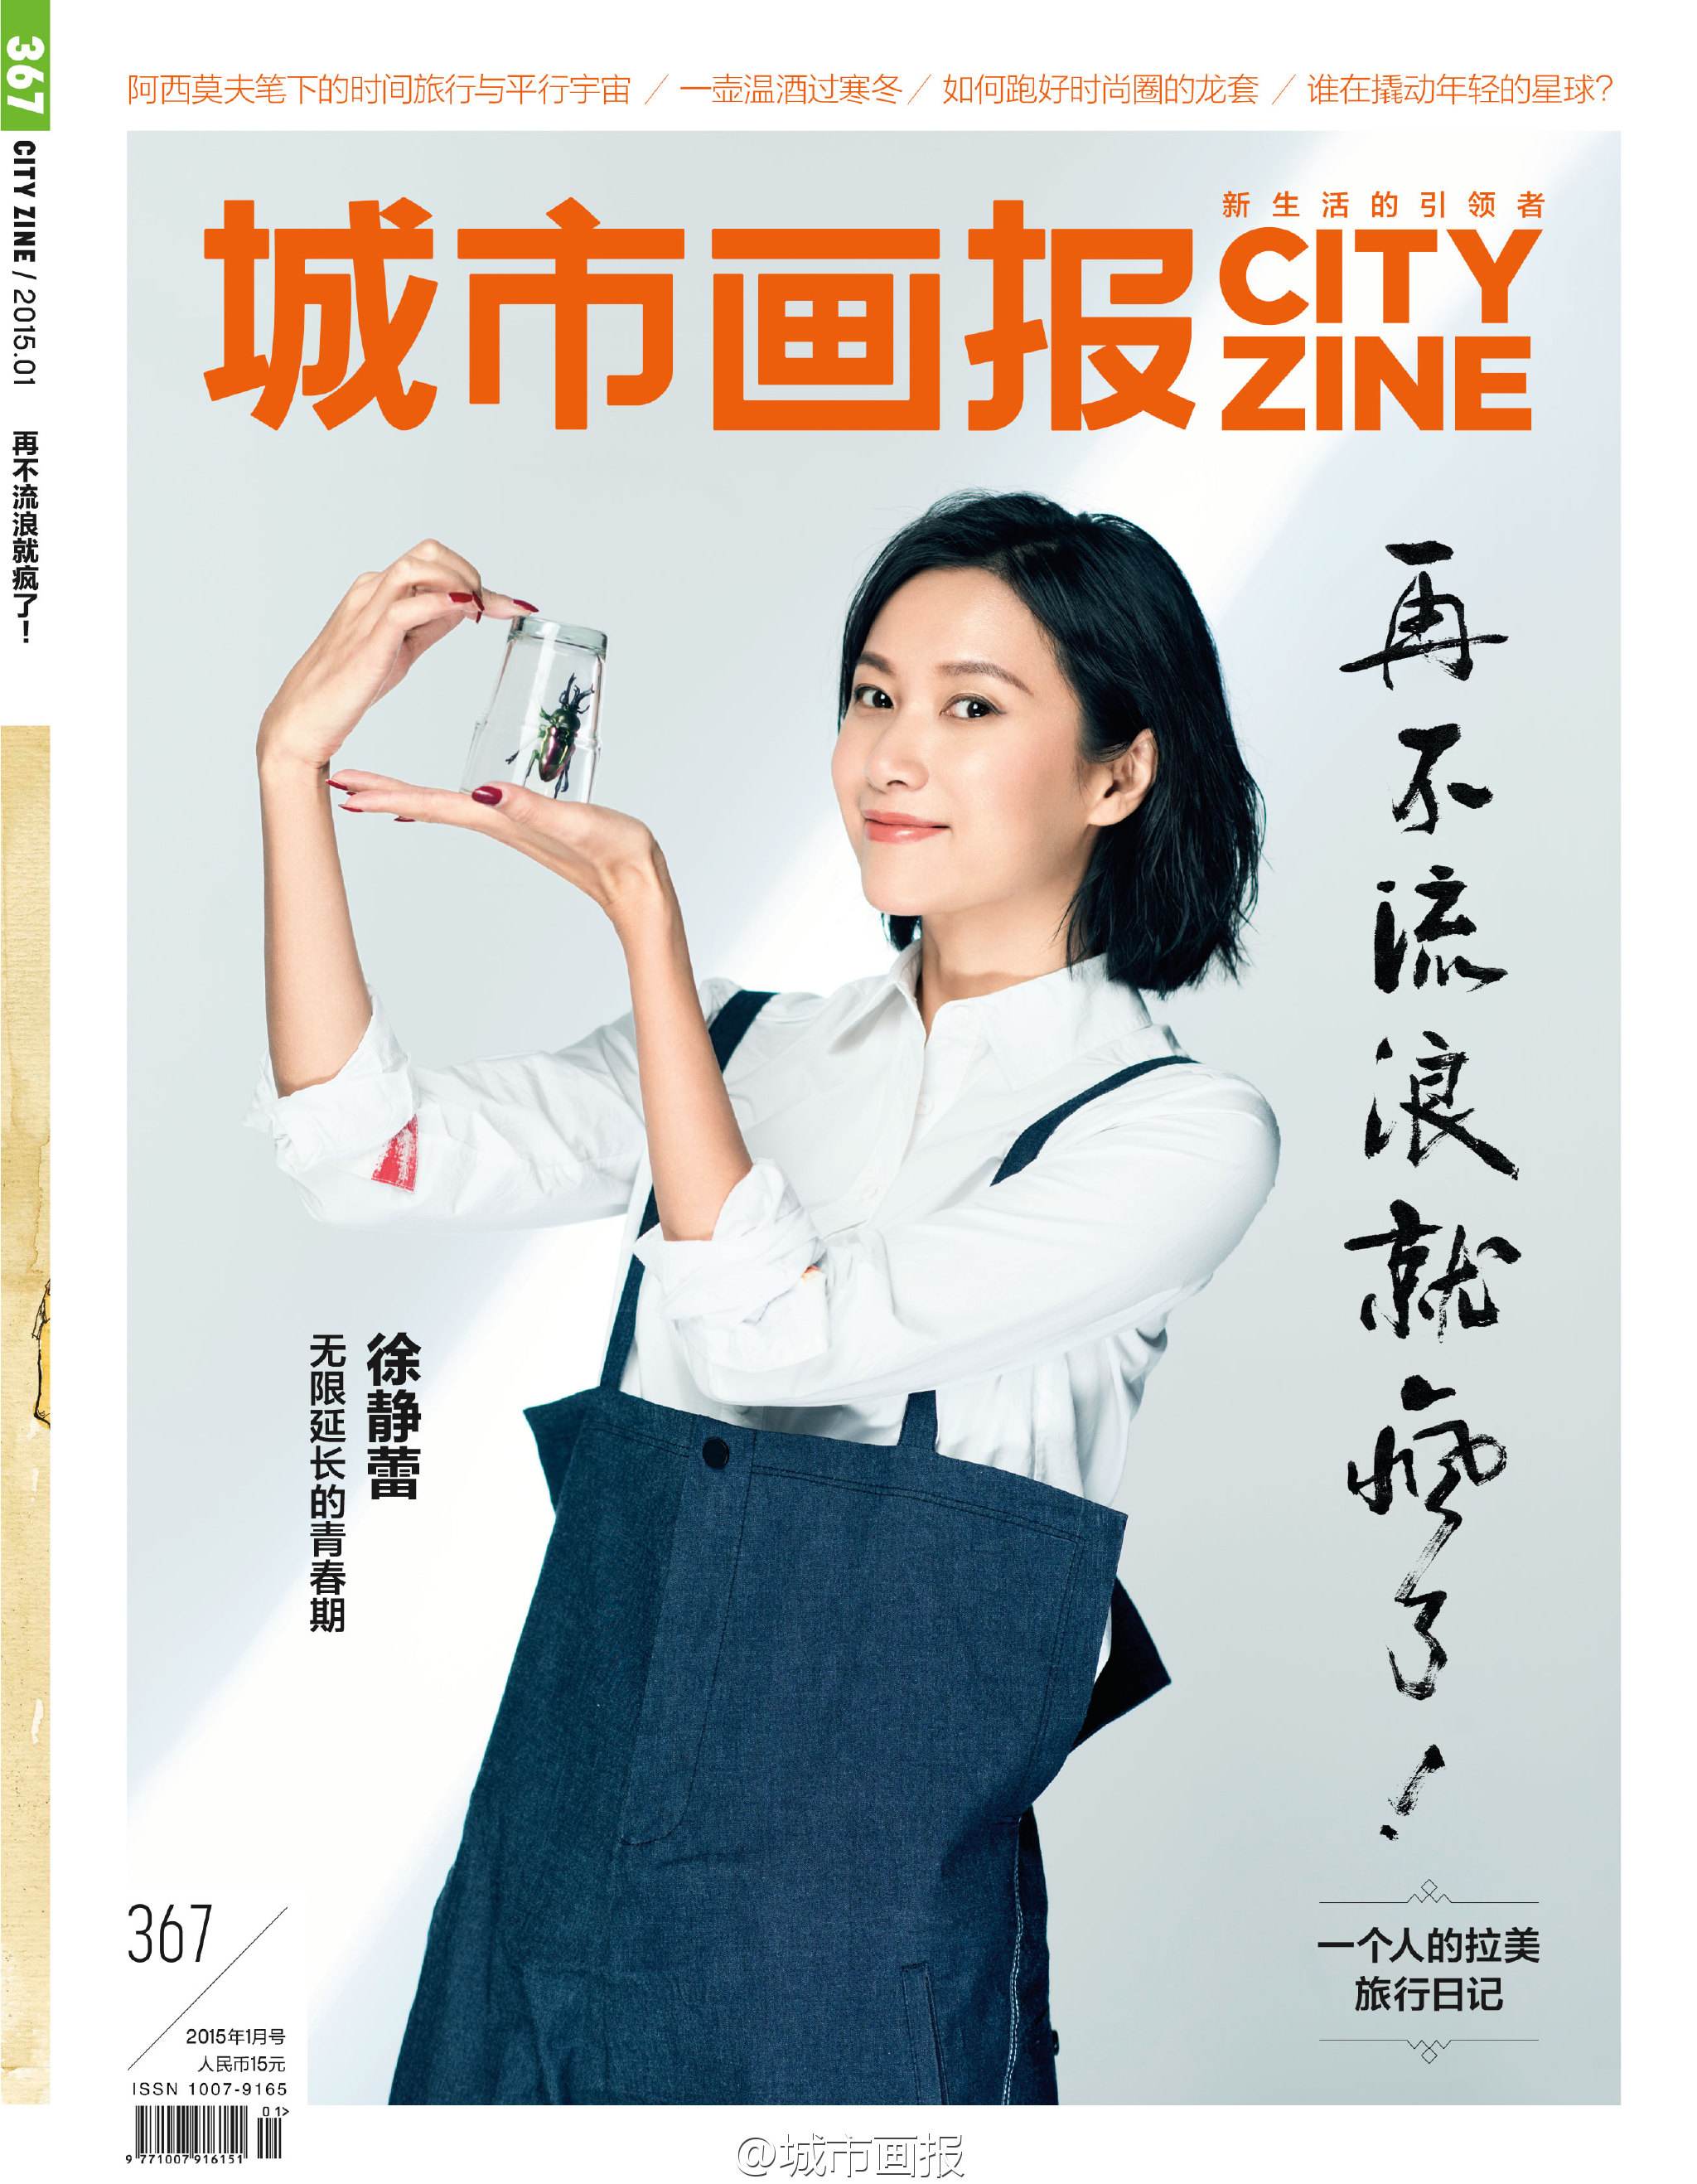 367
CITY ZINE / 2015.01 再不流浪就疯了!
阿西莫夫笔下的时间旅行与平行宇宙 / 一壶温酒过寒冬 / 如何跑好时尚圈的龙套 / 谁在撬动年轻的星球?
新生活的引领者
城市画报
CITY
ZINE
再不流浪就疯了!
徐静蕾
无限延长的青春期
一个人的拉美
旅行日记
367
2015年1月号
人民币15元
ISSN 1007-9165
01>
9 771007 916151
@城市画报